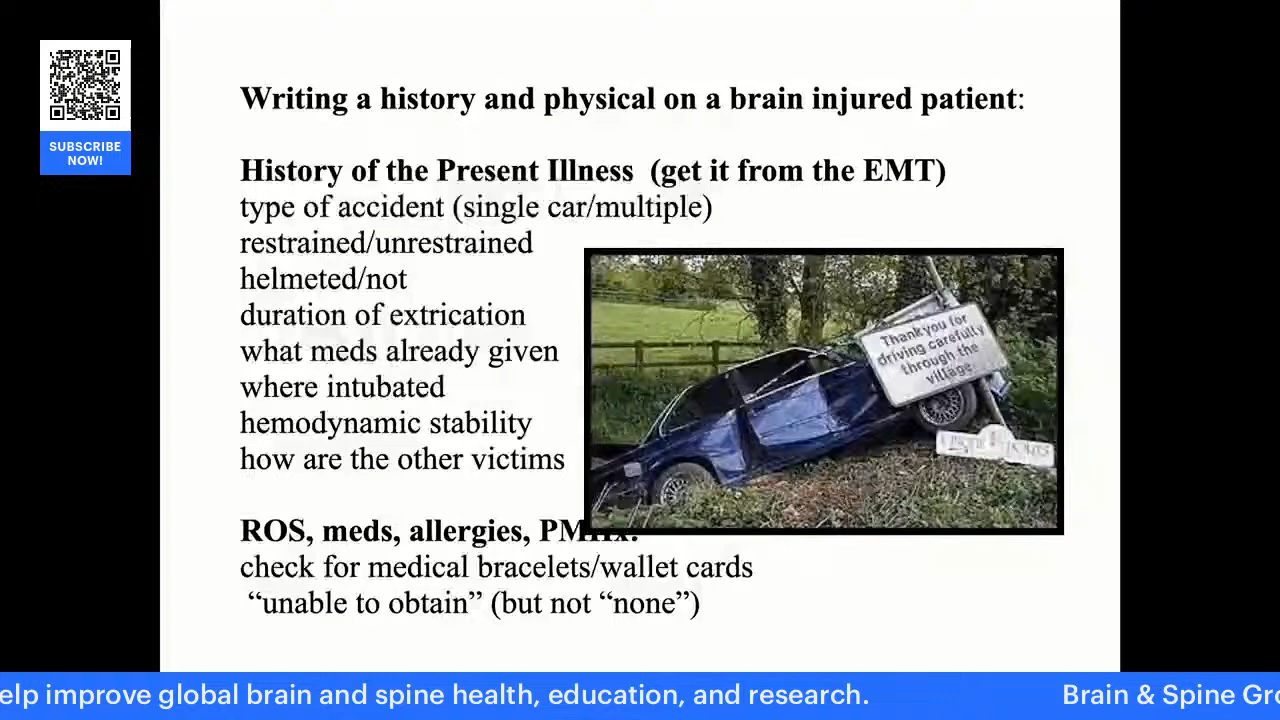 SUBSCRIBE
NOW!
Writing a history and physical on a brain injured patient:
History of the Present Illness (get it from the EMT)
type of accident (single car/multiple)
restrained/unrestrained
helmeted/not
duration of extrication
what meds already given
where intubated
hemodynamic stability
how are the other victims
Thank you for
driving carefully
through the
village
ROS, meds, allergies, PMHx:
check for medical bracelets/wallet cards
“unable to obtain” (but not “none”)
elp improve global brain and spine health, education, and research. Brain & Spine Gro